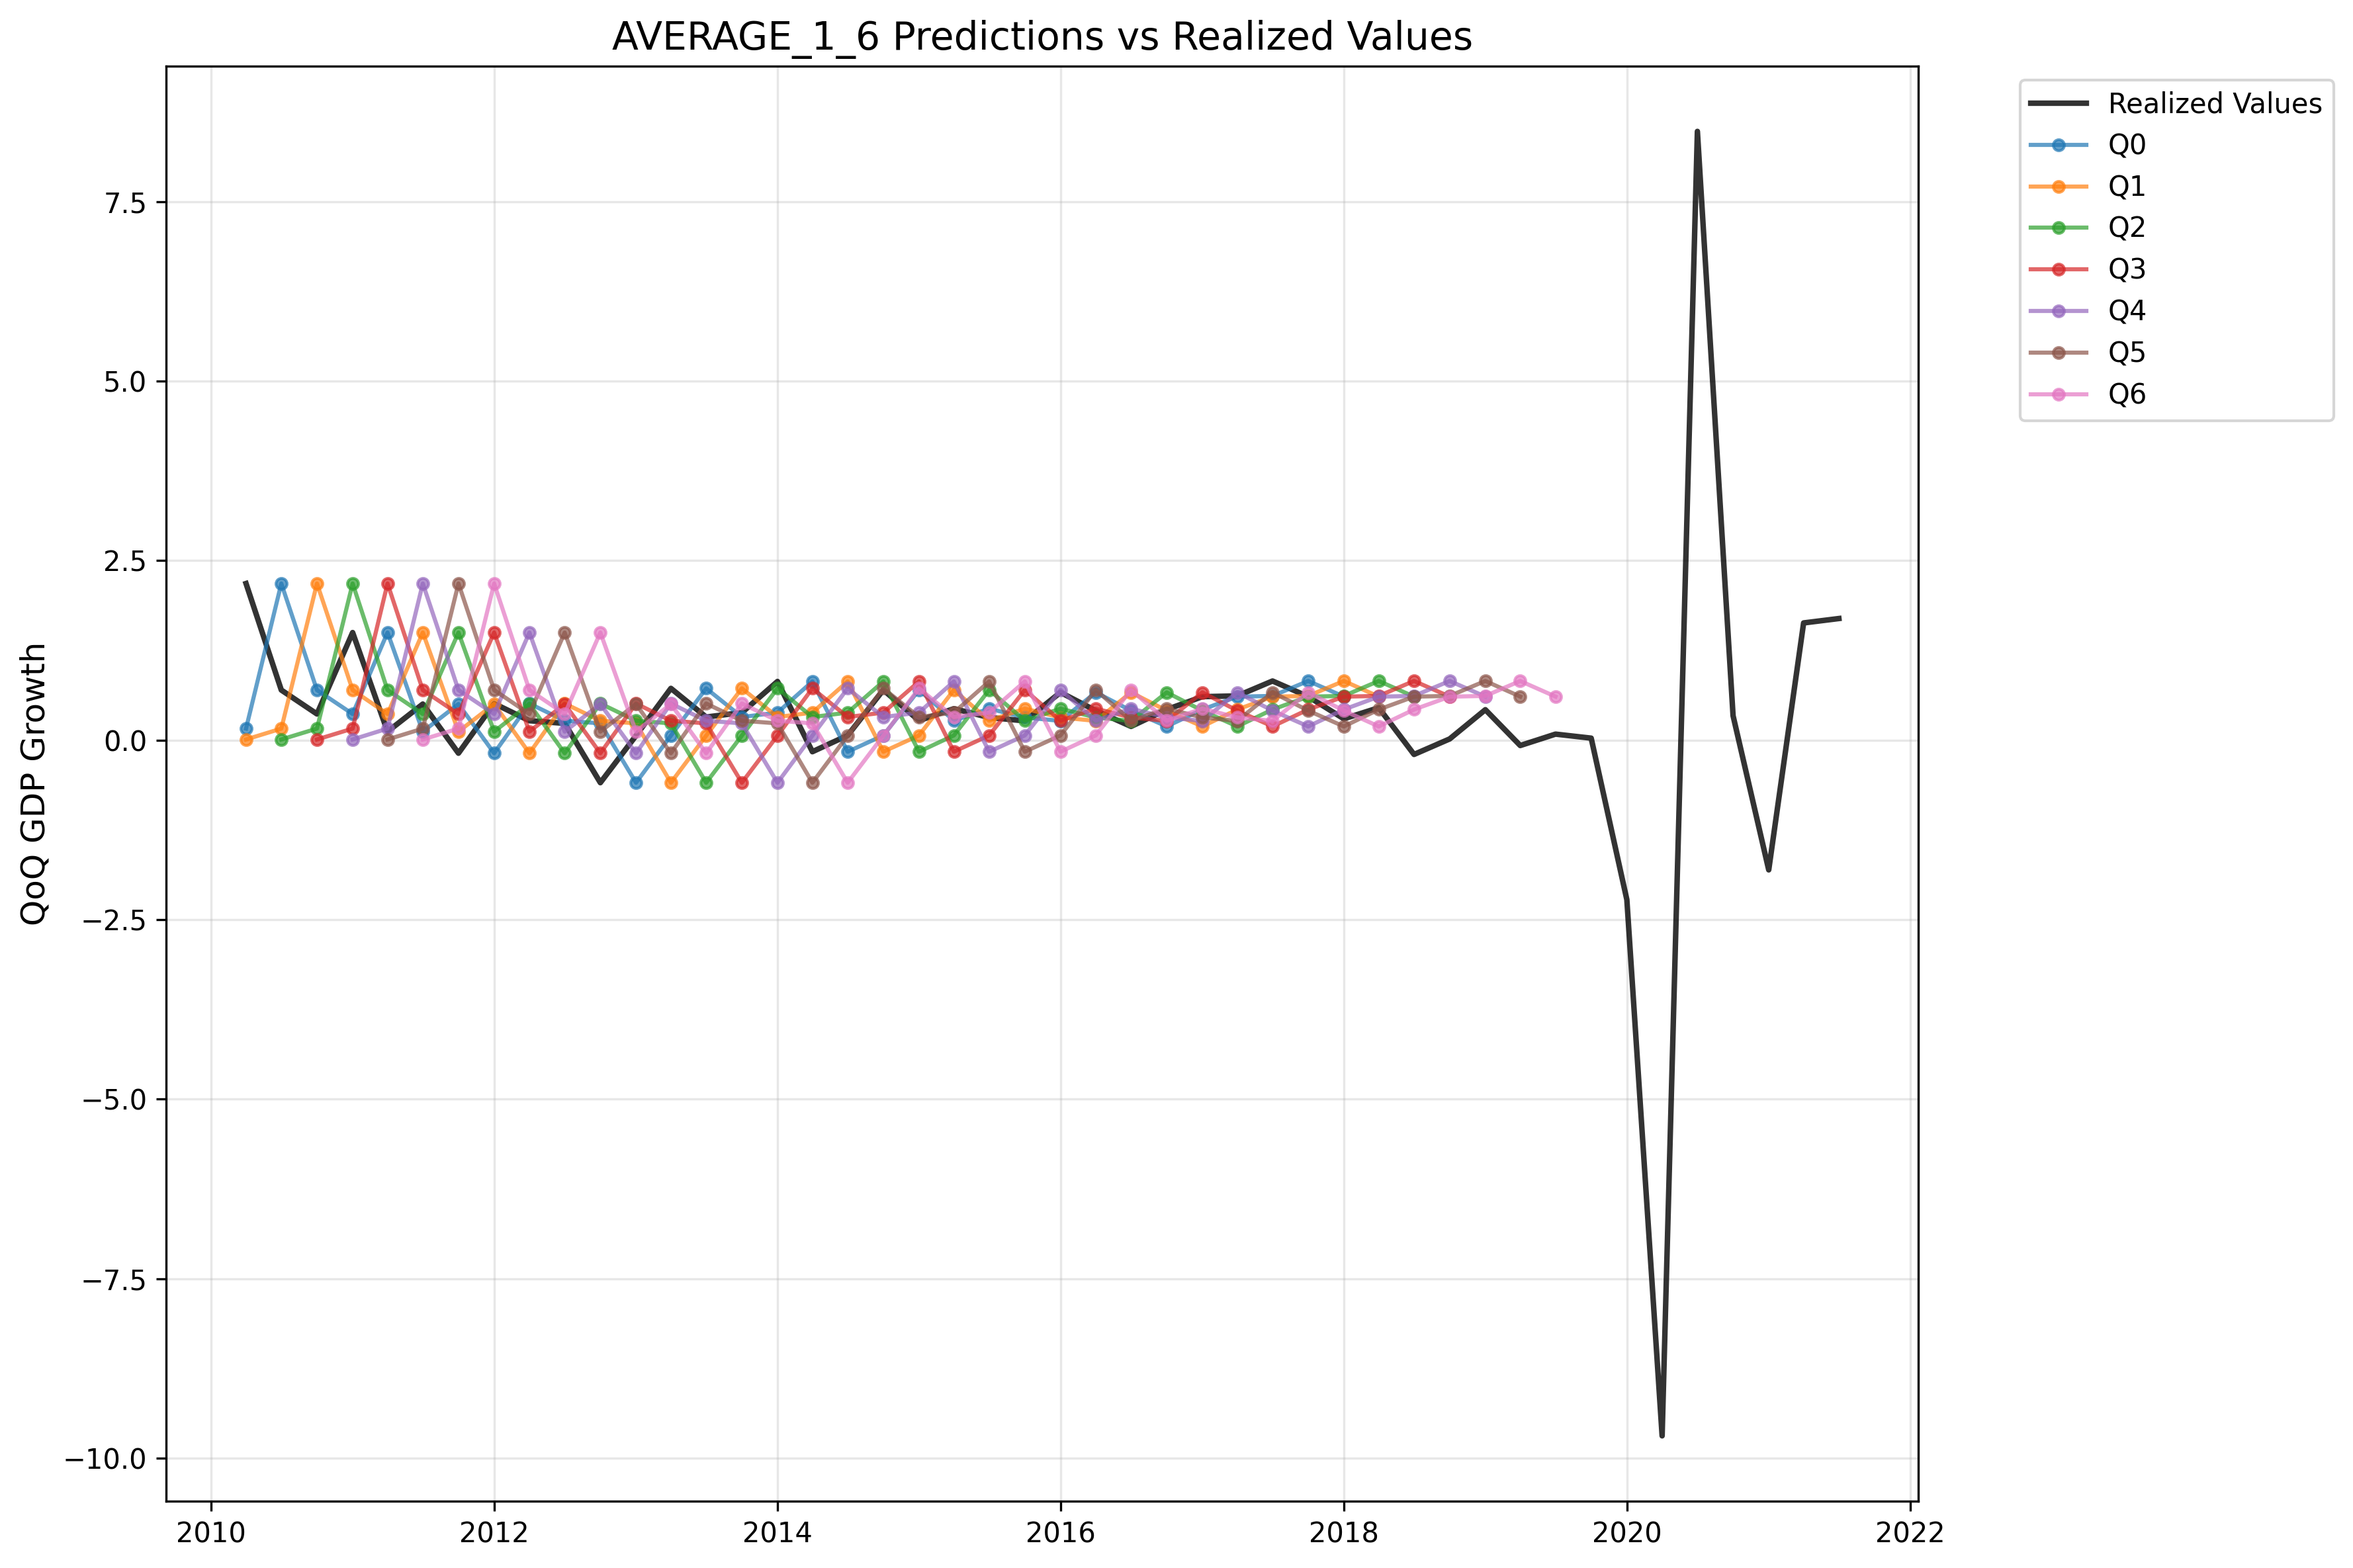 AVERAGE_1_6 Predictions vs Realized Values
QoQ GDP Growth
7.5
5.0
2.5
0.0
−2.5
−5.0
−7.5
−10.0
2010
2012
2014
2016
2018
2020
2022
Realized Values
Q0
Q1
Q2
Q3
Q4
Q5
Q6